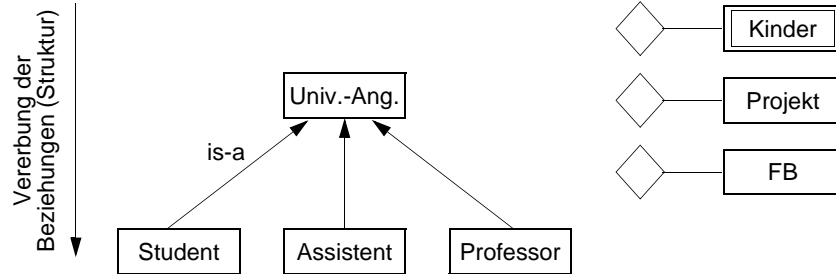 Vererbung der
Beziehungen (Struktur)
Univ.-Ang.
is-a
Student
Assistent
Professor
Kinder
Projekt
FB